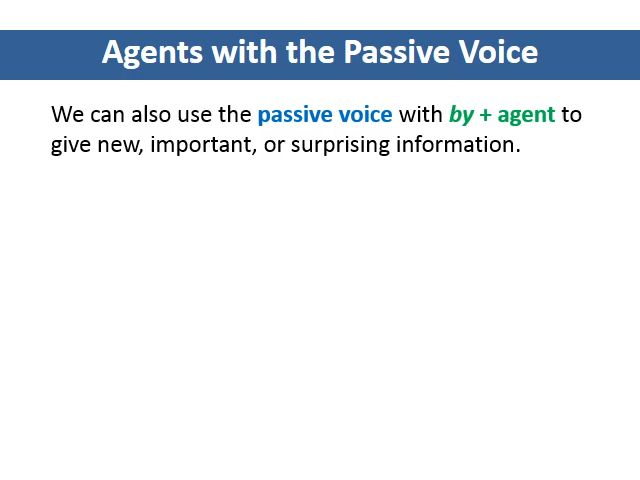 Agents with the Passive Voice
We can also use the passive voice with by + agent to
give new, important, or surprising information.